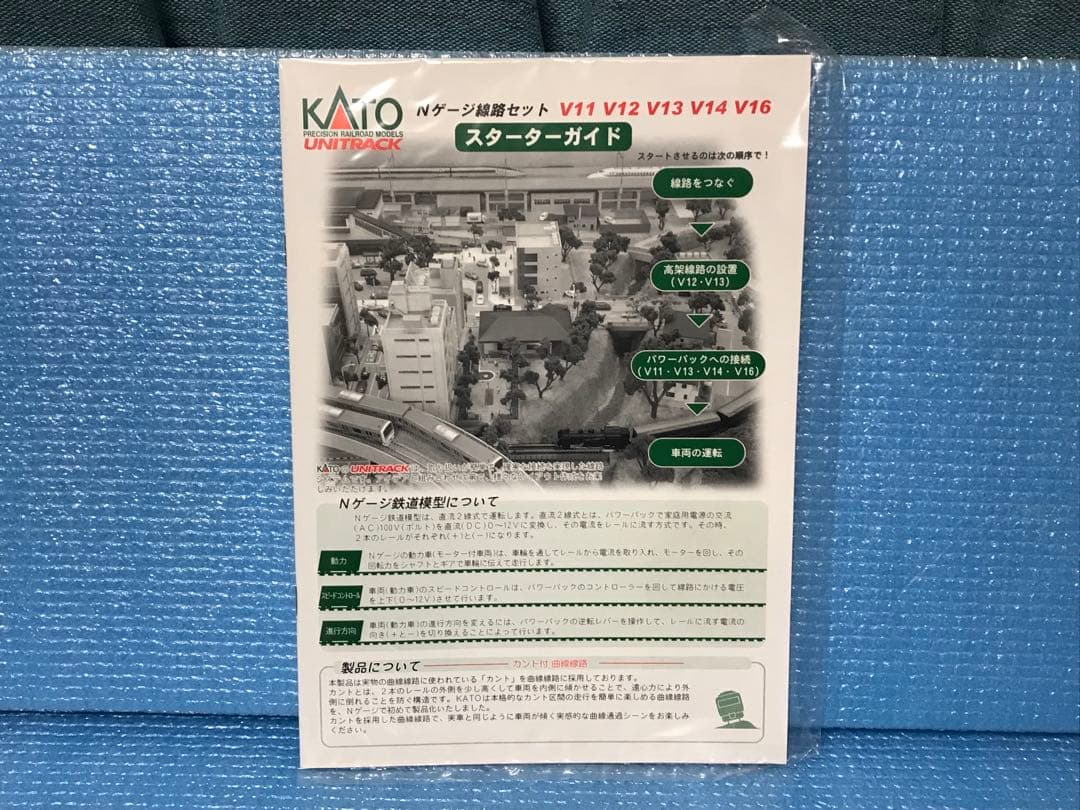 KATO
PRECISION RAILROAD MODELS
UNITRACK
Nゲージ線路セット V11 V12 V13 V14 V16
スターターガイド
スタートさせるのは次の順序で！
線路をつなぐ
高架線路の設置
(V12・V13)
パワーパックへの接続
(V11・V13・V14・V16)
車両の運転
KATOのUNITRACKは、
しみいただけます。
Nゲージ鉄道模型について
Nゲージ鉄道模型は、直流2線式で運転します。直流2線式とは、パワーパックで家庭用電源の交流
(AC)100V(ボルト)を直流(DC)0〜12Vに変換し、その電流をレールに流す方式です。その時、
2本のレールがそれぞれ(+)と(−)になります。
動力
Nゲージの動力車(モーター付車両)は、車輪を通してレールから電流を取り入れ、モーターを回し、その
回転力をシャフトとギアで車輪に伝えて走行します。
スピードコントロール
車両(動力車)のスピードコントロールは、パワーパックのコントローラーを回して線路にかける電圧
を上下(0〜12V)させて行います。
進行方向
車両(動力車)の進行方向を変えるには、パワーパックの逆転レバーを操作して、レールに流す電流の
向き(+と−)を切り換えることによって行います。
製品について
カント付 曲線線路
本製品は実物の曲線線路に使われている「カント」を曲線線路に採用しております。
カントとは、2本のレールの外側を少し高くして車両を内側に傾かせることで、遠心力により外
側に倒れることを防ぐ構造です。KATOは本格的なカント区間の走行を簡単に楽しめる曲線線路
を、Nゲージで初めて製品化いたしました。
カントを採用した曲線線路で、実車と同じように車両が傾く実感的な曲線通過シーンをお楽しみ
ください。